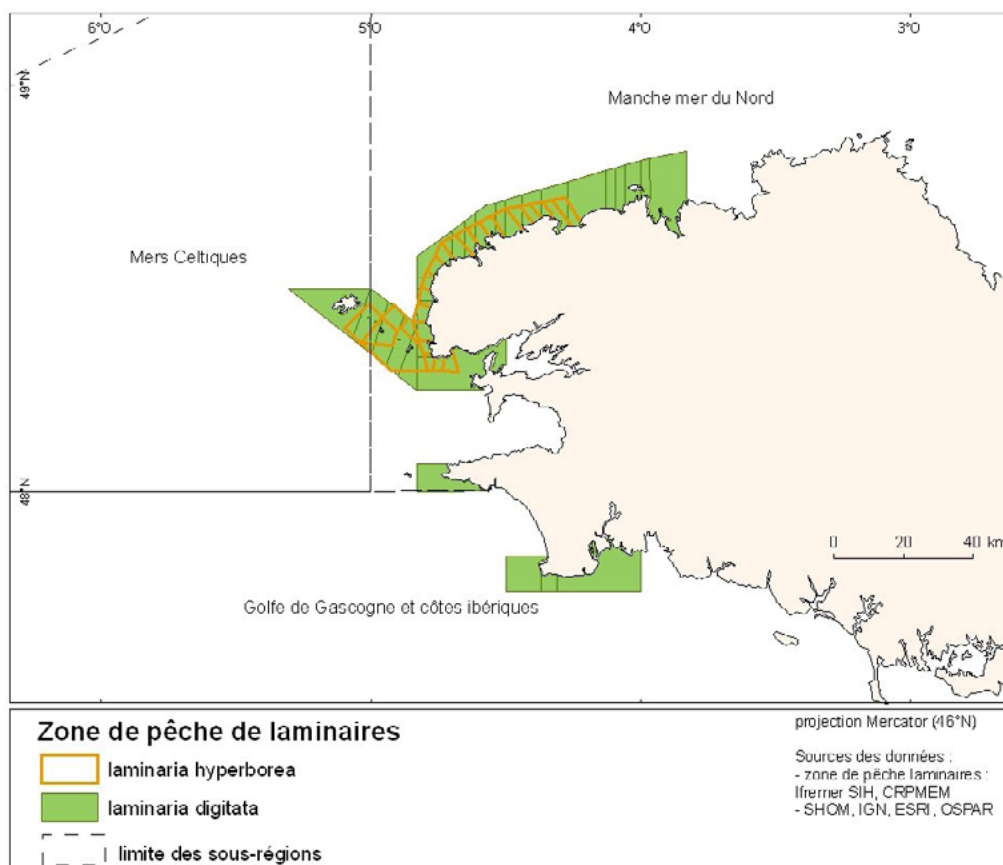 6°O 5°O 4°O 3°O
49°N
Manche mer du Nord
Mers Celtiques
48°N
0 20 40 km
Golfe de Gascogne et côtes ibériques
Zone de pêche de laminaires
laminaria hyperborea
laminaria digitata
limite des sous-régions
projection Mercator (46°N)
Sources des données :
- zone de pêche laminaires :
Ifremer SIH, CRPMEM
- SHOM, IGN, ESRI, OSPAR